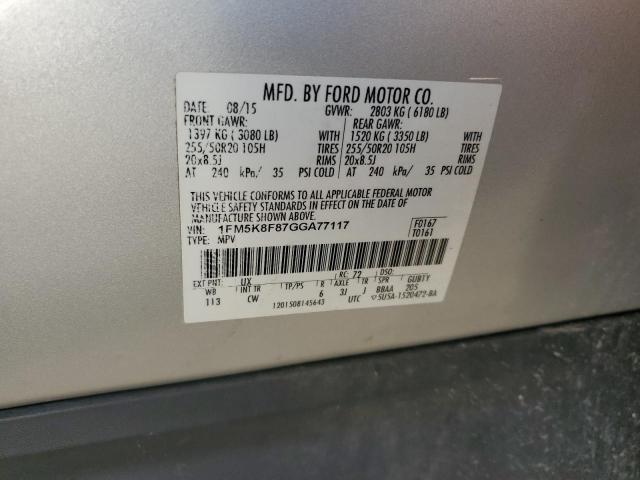 MFD. BY FORD MOTOR CO.
DATE: 08/15 GVWR: 2803 KG ( 6180 LB)
FRONT GAWR: REAR GAWR:
1397 KG ( 3080 LB) WITH 1520 KG ( 3350 LB) WITH
255/50R20 105H TIRES 255/50R20 105H TIRES
20x8.5J RIMS 20x8.5J RIMS
AT 240 kPa/ 35 PSI COLD AT 240 kPa/ 35 PSI COLD
THIS VEHICLE CONFORMS TO ALL APPLICABLE FEDERAL MOTOR
VEHICLE SAFETY STANDARDS IN EFFECT ON THE DATE OF
MANUFACTURE SHOWN ABOVE.
VIN: 1FM5K8F87GGA77117 F0167
TYPE: MPV T0161
EXT PNT: UX RC: 72 DSO:
WB INT TR TP/PS R AXLE TR SPR GUBTY
113 CW 6 3J J BBAA 205
1201508145643 UTC 5U5A-1520472-BA